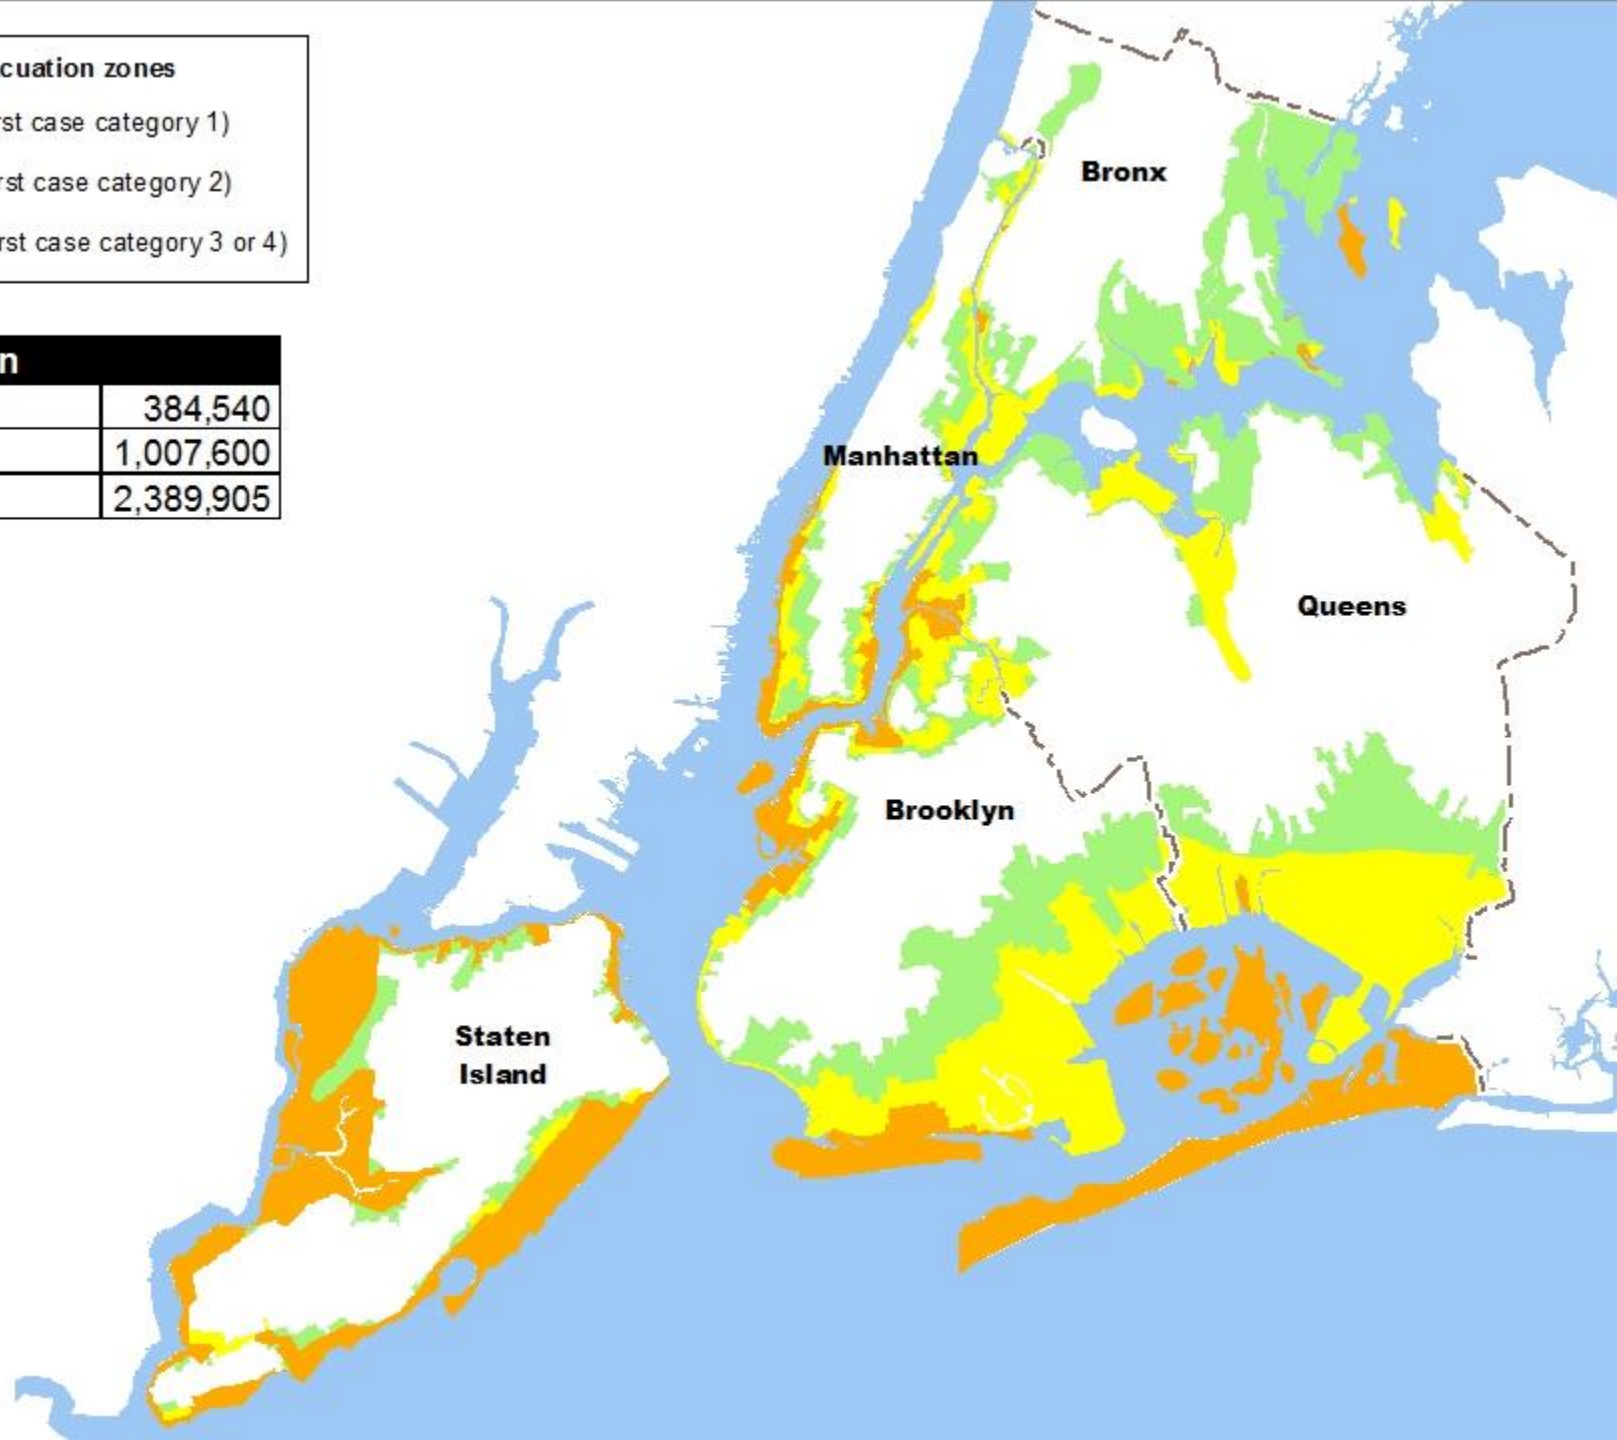 cuation zones
rst case category 1)
rst case category 2)
rst case category 3 or 4)
n
384,540
1,007,600
2,389,905
Bronx
Manhattan
Queens
Brooklyn
Staten
Island